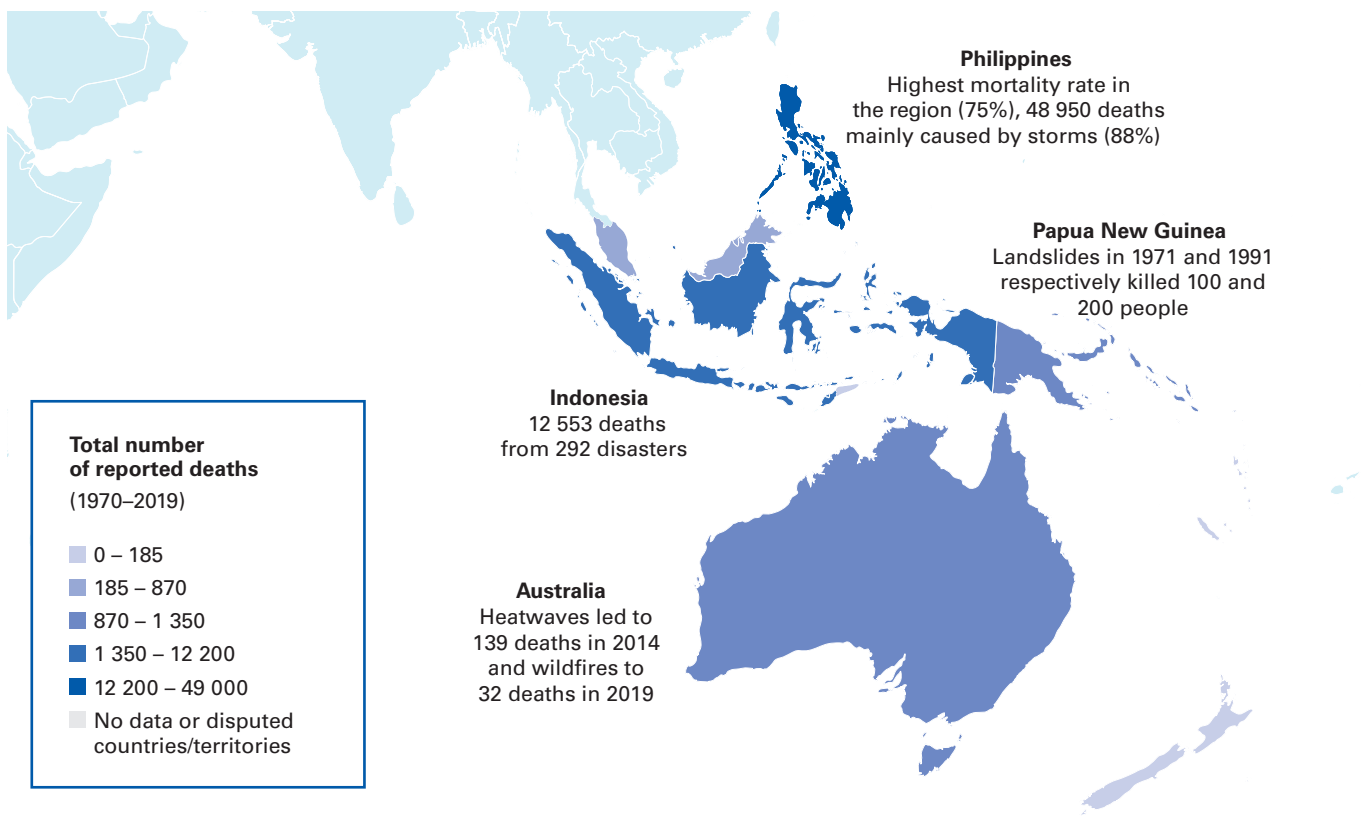 Philippines
Highest mortality rate in
the region (75%), 48 950 deaths
mainly caused by storms (88%)
Papua New Guinea
Landslides in 1971 and 1991
respectively killed 100 and
200 people
Indonesia
12 553 deaths
from 292 disasters
Australia
Heatwaves led to
139 deaths in 2014
and wildfires to
32 deaths in 2019
Total number
of reported deaths
(1970–2019)
0 – 185
185 – 870
870 – 1 350
1 350 – 12 200
12 200 – 49 000
No data or disputed
countries/territories